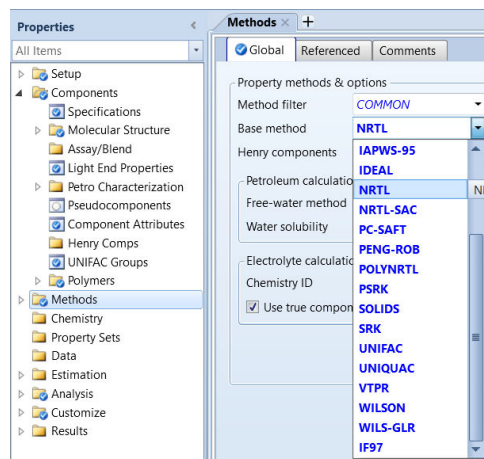 Properties
All Items
Setup
Components
Specifications
Molecular Structure
Assay/Blend
Light End Properties
Petro Characterization
Pseudocomponents
Component Attributes
Henry Comps
UNIFAC Groups
Polymers
Methods
Chemistry
Property Sets
Data
Estimation
Analysis
Customize
Results
Methods
Global Referenced Comments
Property methods & options
Method filter COMMON
Base method NRTL
Henry components
Petroleum calculatio
Free-water method
Water solubility
Electrolyte calculatio
Chemistry ID
Use true compon
IAPWS-95
IDEAL
NRTL
NRTL-SAC
PC-SAFT
PENG-ROB
POLYNRTL
PSRK
SOLIDS
SRK
UNIFAC
UNIQUAC
VTPR
WILSON
WILS-GLR
IF97